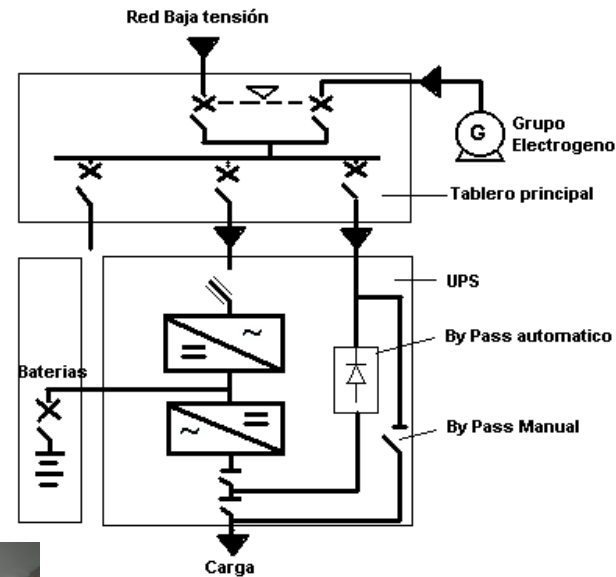 Red Baja tensión
G
Grupo
Electrogeno
Tablero principal
UPS
By Pass automatico
Baterias
By Pass Manual
Carga